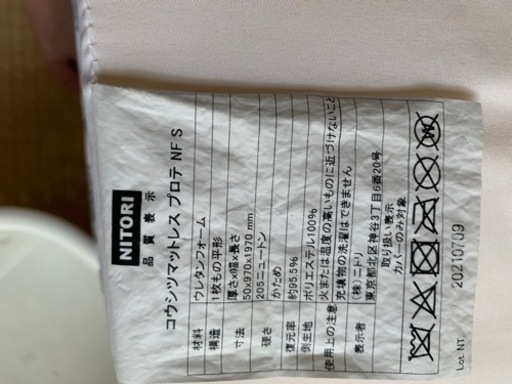 NITORI
品質表示
コウシツマットレス プロテ NF S
材料 ウレタンフォーム
構造 1枚もの平形
寸法 厚さx幅x長さ
50x970x1970 mm
硬さ 205ニュートン
かため
復元率 約95.5%
側生地 ポリエステル100%
使用上の注意 火または温度の高いものに近づけないこと
充填物の洗濯はできません
表示者 (株)ニトリ
東京都北区神谷3丁目6番20号
取り扱い表示
カバーのみ対象
20210709
Lot. NT.